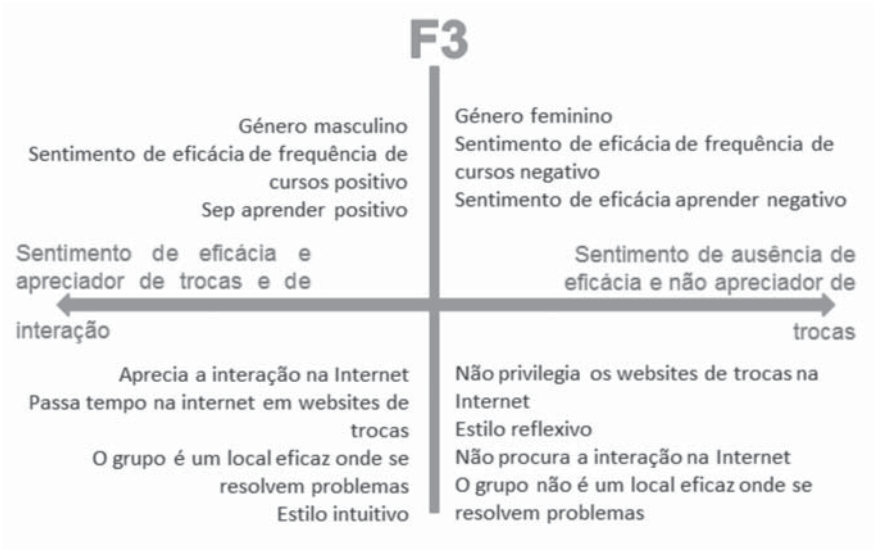 F3
Género masculino
Sentimento de eficácia de frequência de
cursos positivo
Sep aprender positivo
Género feminino
Sentimento de eficácia de frequência de
cursos negativo
Sentimento de eficácia aprender negativo
Sentimento de eficácia e
apreciador de trocas e de
interação
Sentimento de ausência de
eficácia e não apreciador de
trocas
Aprecia a interação na Internet
Passa tempo na internet em websites de
trocas
O grupo é um local eficaz onde se
resolvem problemas
Estilo intuitivo
Não privilegia os websites de trocas na
Internet
Estilo reflexivo
Não procura a interação na Internet
O grupo não é um local eficaz onde se
resolvem problemas